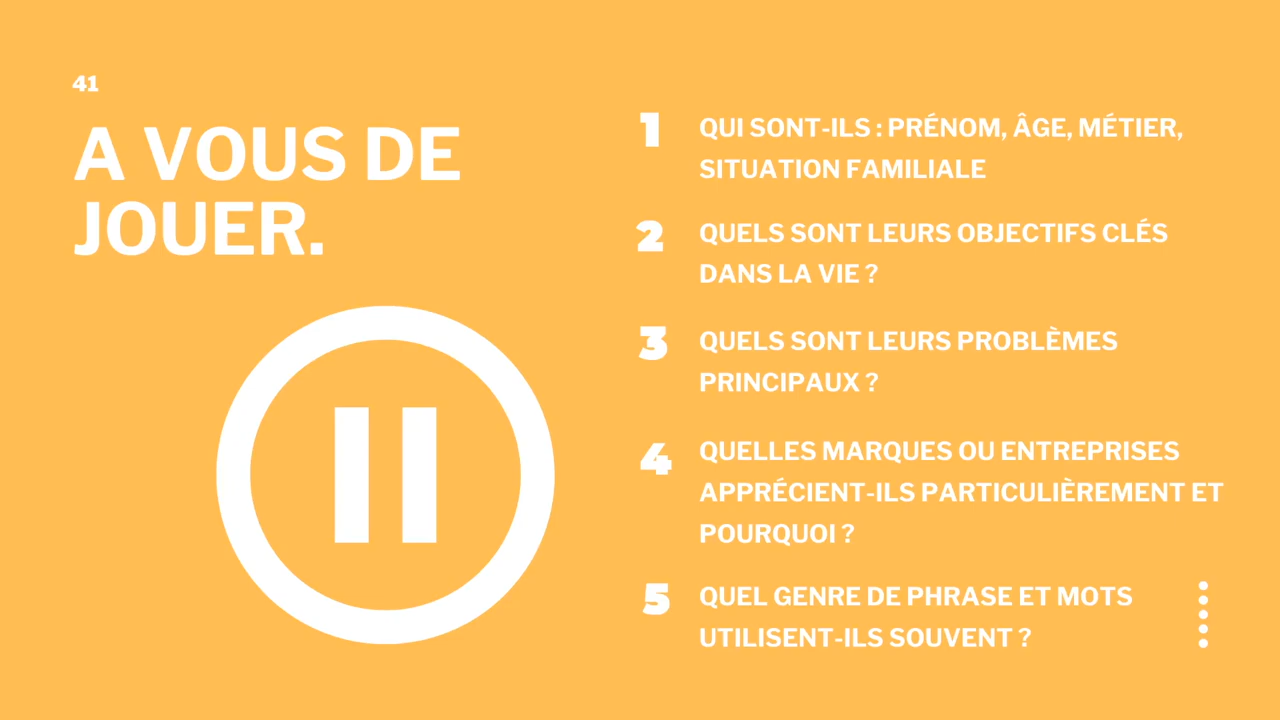 41
A VOUS DE
JOUER.
1 QUI SONT-ILS : PRÉNOM, ÂGE, MÉTIER,
SITUATION FAMILIALE
2 QUELS SONT LEURS OBJECTIFS CLÉS
DANS LA VIE ?
3 QUELS SONT LEURS PROBLÈMES
PRINCIPAUX ?
4 QUELLES MARQUES OU ENTREPRISES
APPRÉCIENT-ILS PARTICULIÈREMENT ET
POURQUOI ?
5 QUEL GENRE DE PHRASE ET MOTS
UTILISENT-ILS SOUVENT ?